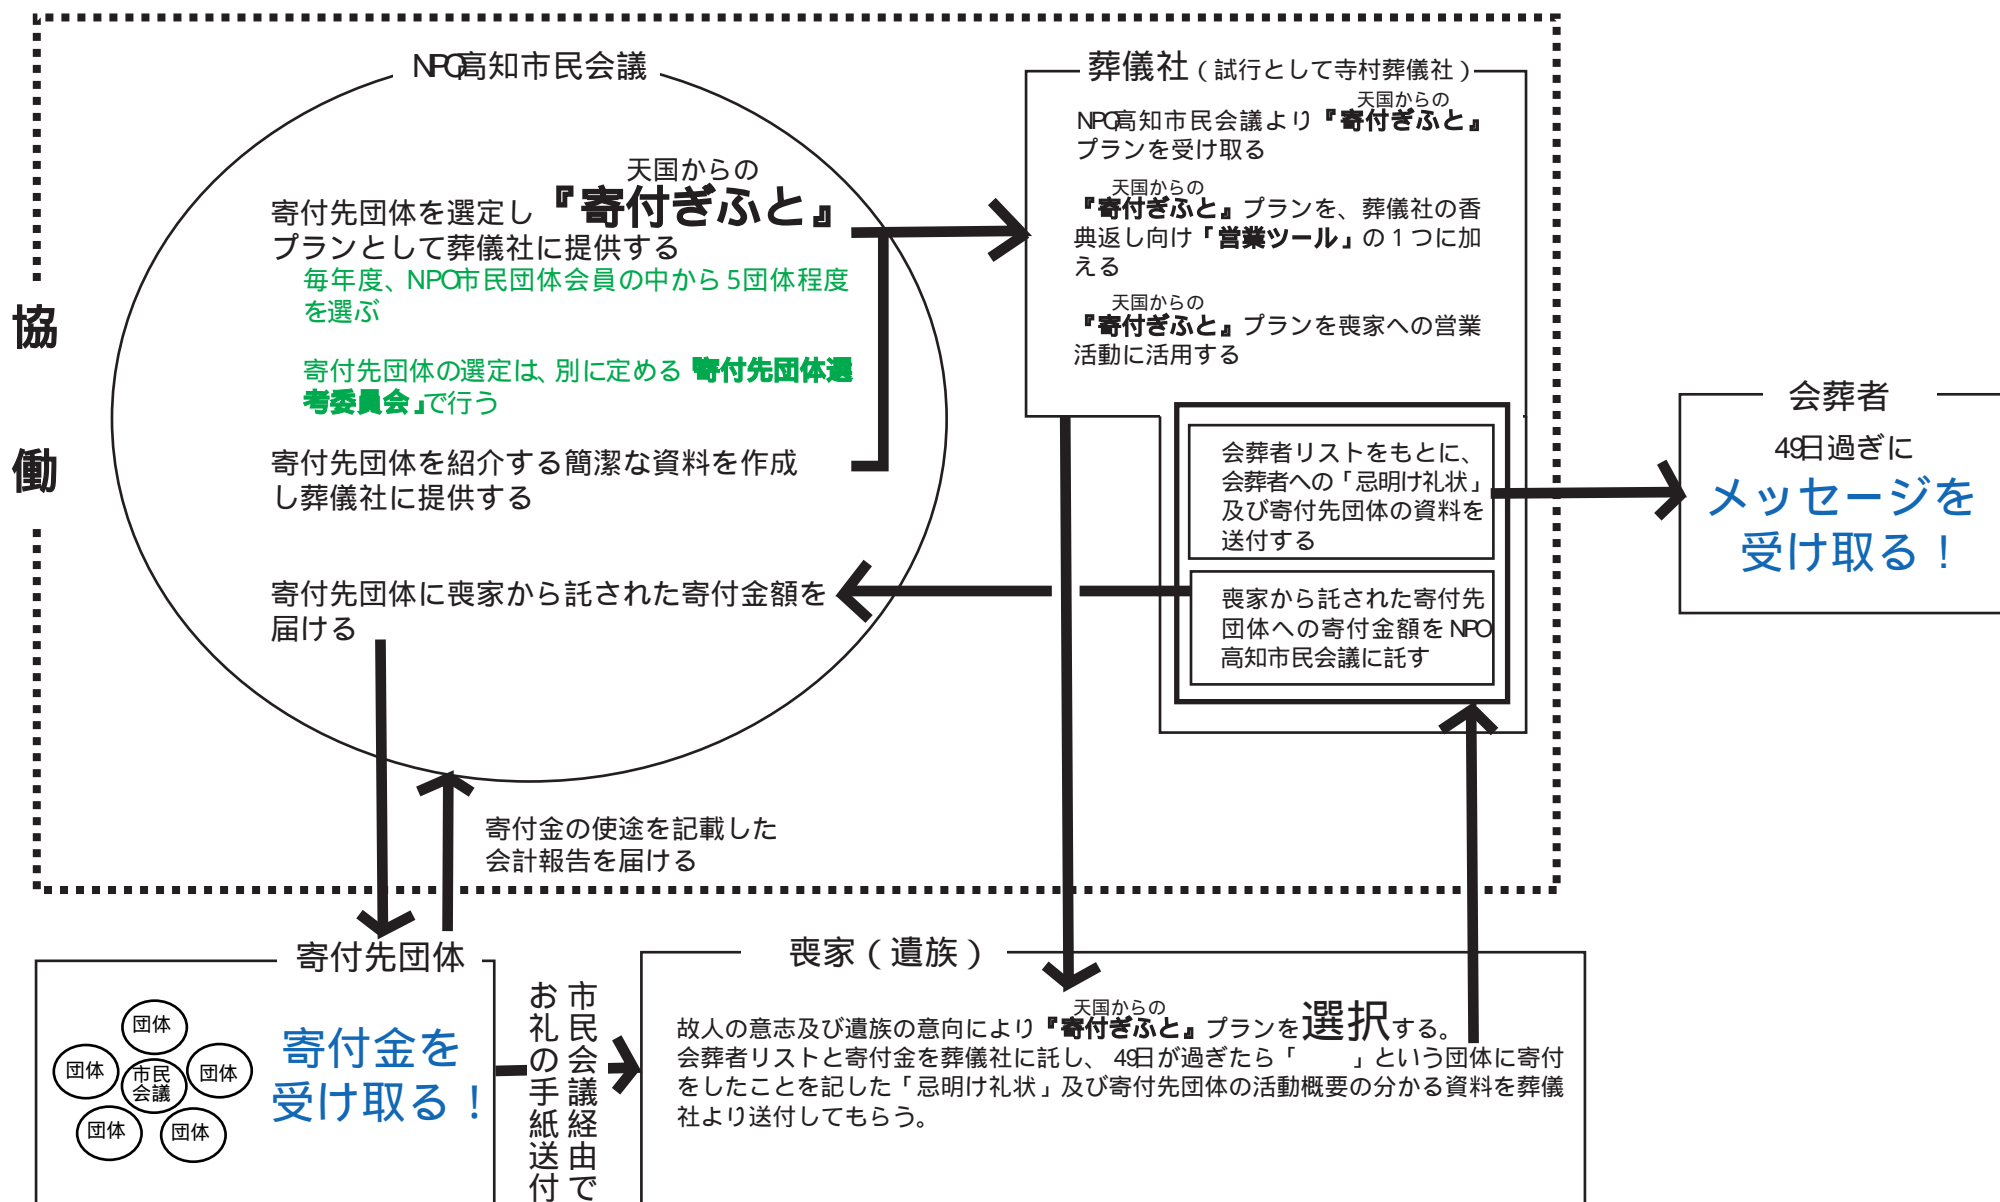 NPO高知市民会議
天国からの
寄付先団体を選定し『寄付ぎふと』
プランとして葬儀社に提供する
毎年度、NPO市民団体会員の中から5団体程度
を選ぶ
寄付先団体の選定は、別に定める「寄付先団体選
考委員会」で行う
寄付先団体を紹介する簡潔な資料を作成
し葬儀社に提供する
寄付先団体に喪家から託された寄付金額を
届ける
協働
葬儀社（試行として寺村葬儀社）
天国からの
NPO高知市民会議より『寄付ぎふと』
プランを受け取る
天国からの
『寄付ぎふと』プランを、葬儀社の香
典返し向け「営業ツール」の1つに加
える
天国からの
『寄付ぎふと』プランを喪家への営業
活動に活用する
会葬者リストをもとに、
会葬者への「忌明け礼状」
及び寄付先団体の資料を
送付する
喪家から託された寄付先
団体への寄付金額をNPO
高知市民会議に託す
会葬者
49日過ぎに
メッセージを
受け取る！
寄付金の使途を記載した
会計報告を届ける
寄付先団体
団体
団体
市民
会議
団体
団体
団体
寄付金を
受け取る！
市民会議経由で
お礼の手紙送付
喪家（遺族）
天国からの
故人の意志及び遺族の意向により『寄付ぎふと』プランを選択する。
会葬者リストと寄付金を葬儀社に託し、49日が過ぎたら「　　」という団体に寄付
をしたことを記した「忌明け礼状」及び寄付先団体の活動概要の分かる資料を葬儀
社より送付してもらう。